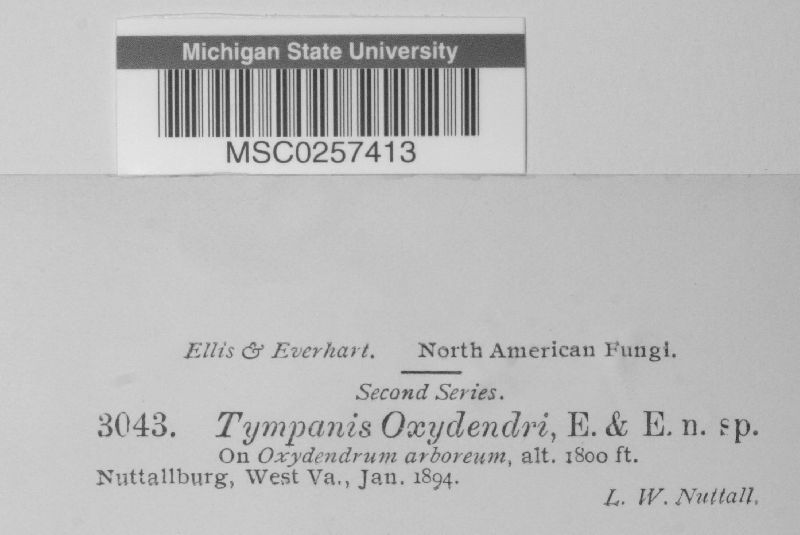 Michigan State University
MSC0257413
Ellis & Everhart. North American Fungi.
Second Series.
3043. Tympanis Oxydendri, E. & E. n. sp.
On Oxydendrum arboreum, alt. 1800 ft.
Nuttallburg, West Va., Jan. 1894.
L. W. Nuttall.